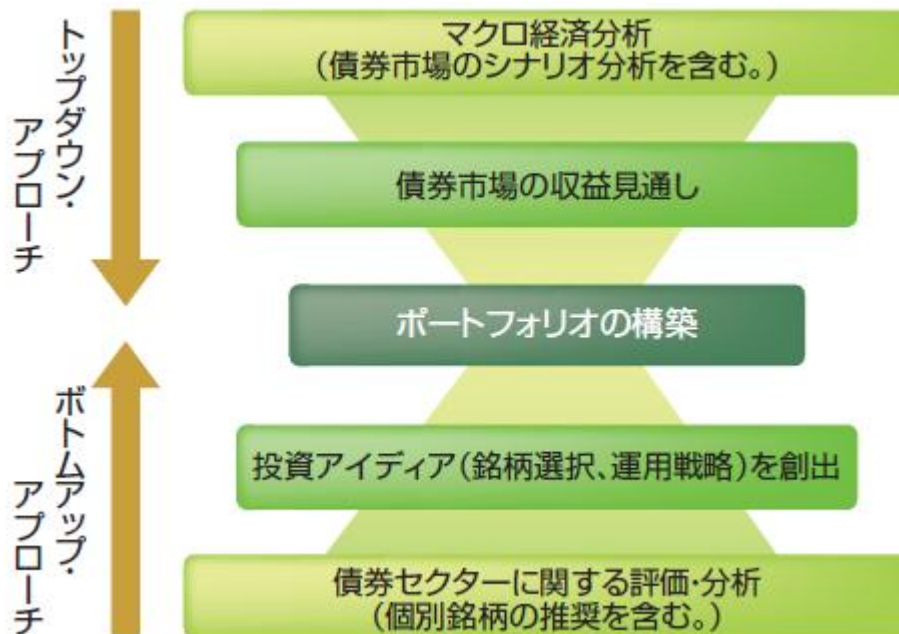 トップダウン・
アプローチ
マクロ経済分析
（債券市場のシナリオ分析を含む。）
債券市場の収益見通し
ポートフォリオの構築
ボトムアップ・
アプローチ
投資アイディア（銘柄選択、運用戦略）を創出
債券セクターに関する評価・分析
（個別銘柄の推奨を含む。）